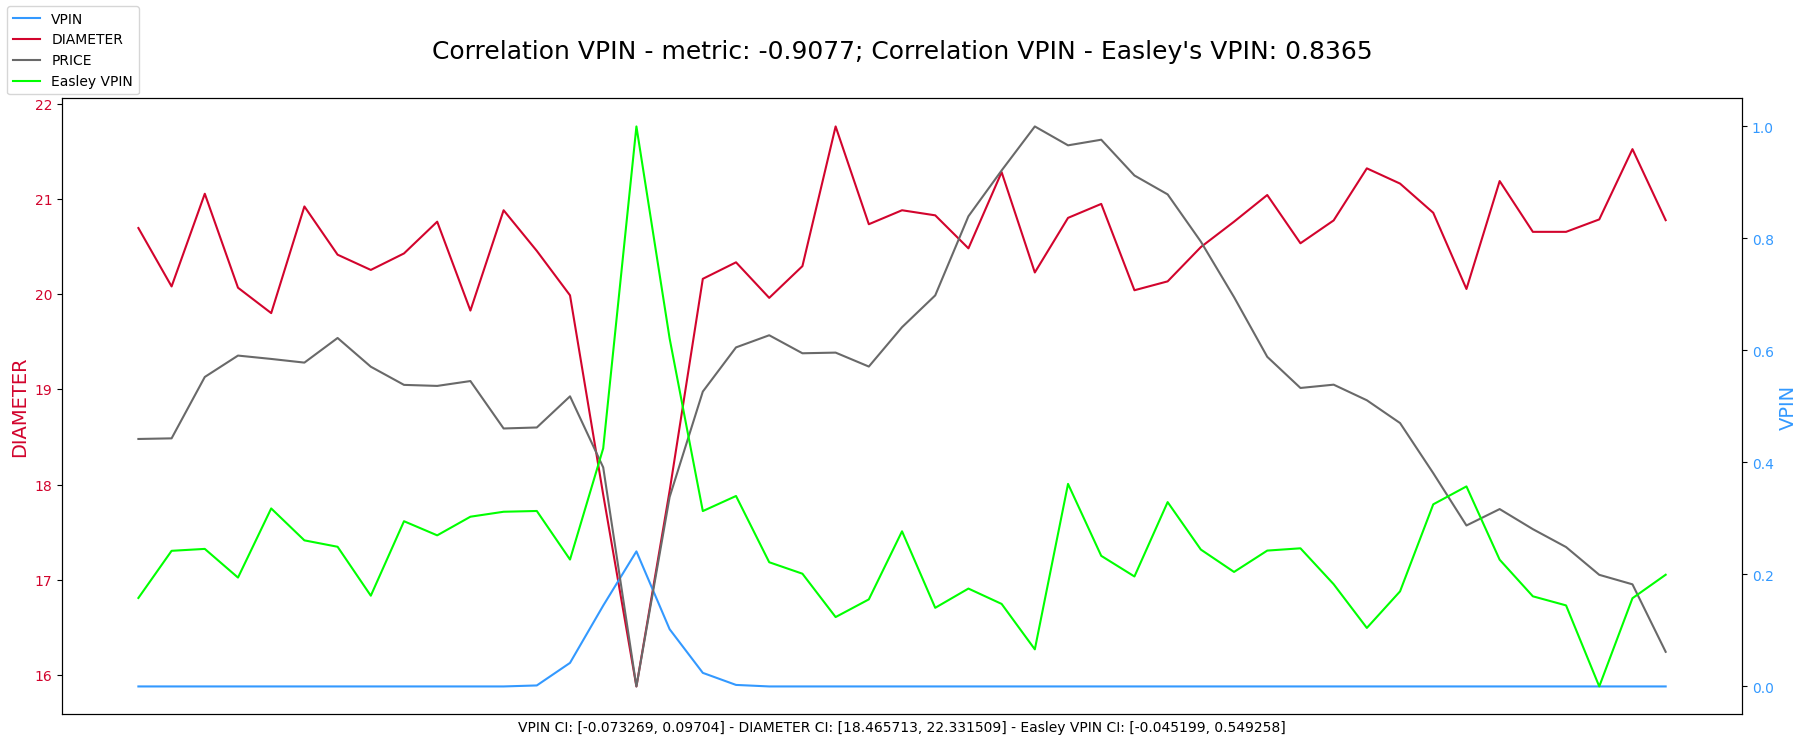 VPIN
DIAMETER
PRICE
Easley VPIN
Correlation VPIN - metric: -0.9077; Correlation VPIN - Easley's VPIN: 0.8365
22
21
20
19
18
17
16
DIAMETER
1.0
0.8
0.6
0.4
0.2
0.0
VPIN
VPIN CI: [-0.073269, 0.09704] - DIAMETER CI: [18.465713, 22.331509] - Easley VPIN CI: [-0.045199, 0.549258]